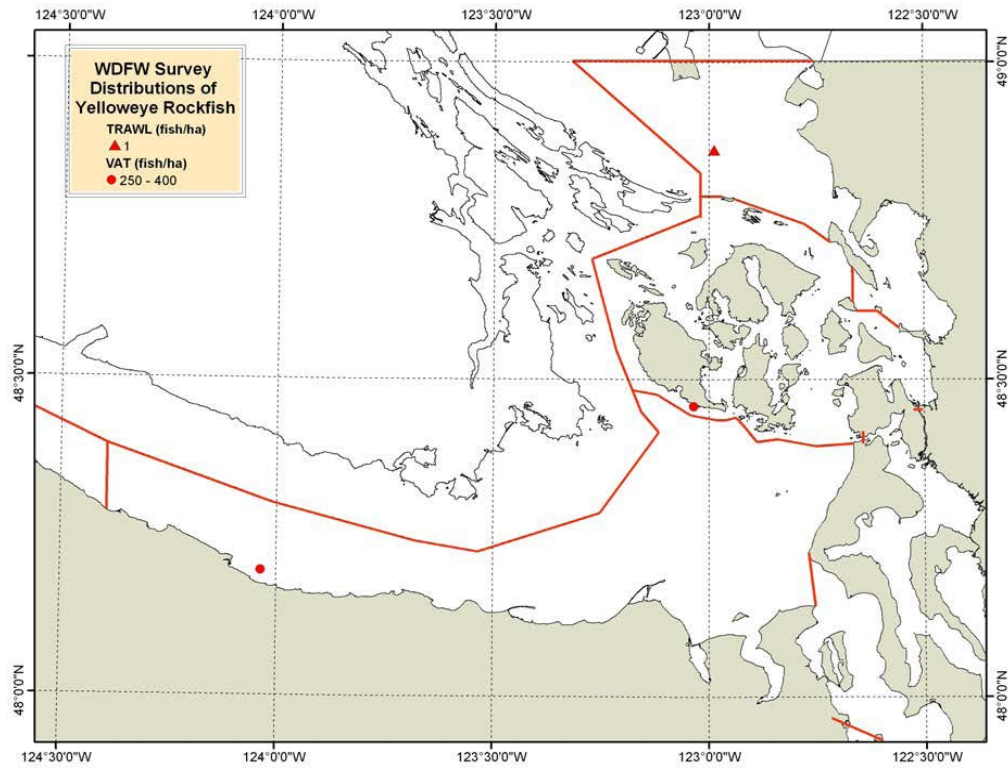 124°30'0"W 124°0'0"W 123°30'0"W 123°0'0"W 122°30'0"W
WDFW Survey
Distributions of
Yelloweye Rockfish
TRAWL (fish/ha)
1
VAT (fish/ha)
250 - 400
49°0'0"N
48°30'0"N
48°30'0"N
48°0'0"N
48°0'0"N
124°30'0"W 124°0'0"W 123°30'0"W 123°0'0"W 122°30'0"W